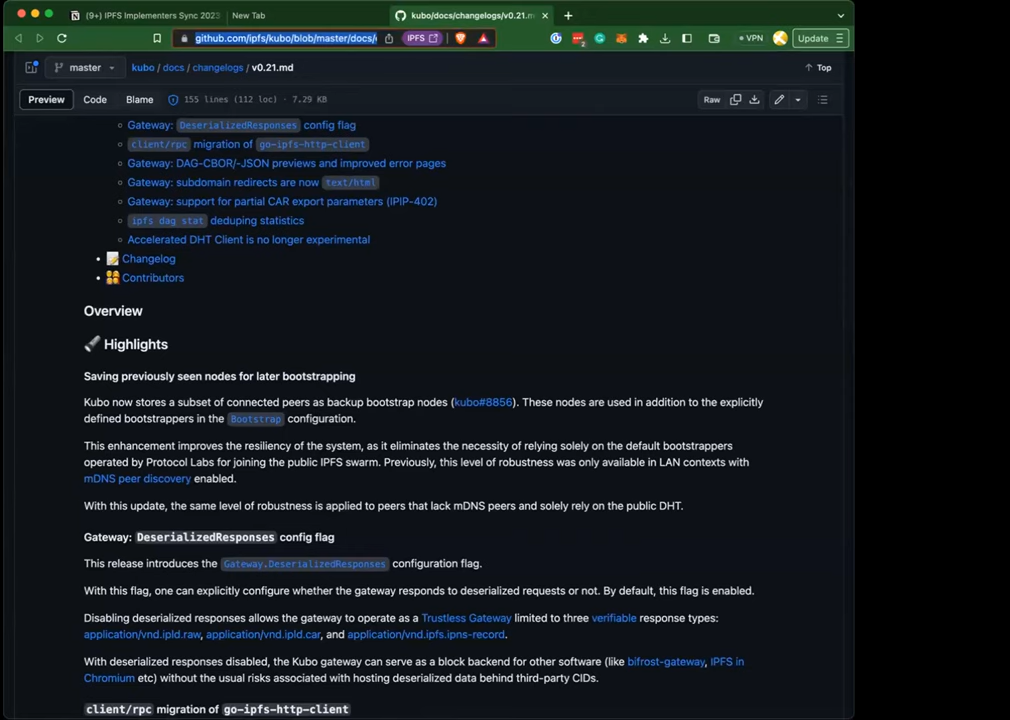 (9+) IPFS Implementers Sync 2023
New Tab
kubo/docs/changelogs/v0.21.m
github.com/ipfs/kubo/blob/master/docs/
IPFS
2
VPN
Update
master
kubo / docs / changelogs / v0.21.md
Top
Preview
Code
Blame
155 lines (112 loc) · 7.29 KB
Raw
Gateway: DeserializedResponses config flag
client/rpc migration of go-ipfs-http-client
Gateway: DAG-CBOR/-JSON previews and improved error pages
Gateway: subdomain redirects are now text/html
Gateway: support for partial CAR export parameters (IPIP-402)
ipfs dag stat deduping statistics
Accelerated DHT Client is no longer experimental
Changelog
Contributors
Overview
Highlights
Saving previously seen nodes for later bootstrapping
Kubo now stores a subset of connected peers as backup bootstrap nodes (kubo#8856). These nodes are used in addition to the explicitly
defined bootstrappers in the Bootstrap configuration.
This enhancement improves the resiliency of the system, as it eliminates the necessity of relying solely on the default bootstrappers
operated by Protocol Labs for joining the public IPFS swarm. Previously, this level of robustness was only available in LAN contexts with
mDNS peer discovery enabled.
With this update, the same level of robustness is applied to peers that lack mDNS peers and solely rely on the public DHT.
Gateway: DeserializedResponses config flag
This release introduces the Gateway.DeserializedResponses configuration flag.
With this flag, one can explicitly configure whether the gateway responds to deserialized requests or not. By default, this flag is enabled.
Disabling deserialized responses allows the gateway to operate as a Trustless Gateway limited to three verifiable response types:
application/vnd.ipld.raw, application/vnd.ipld.car, and application/vnd.ipfs.ipns-record.
With deserialized responses disabled, the Kubo gateway can serve as a block backend for other software (like bifrost-gateway, IPFS in
Chromium etc) without the usual risks associated with hosting deserialized data behind third-party CIDs.
client/rpc migration of go-ipfs-http-client